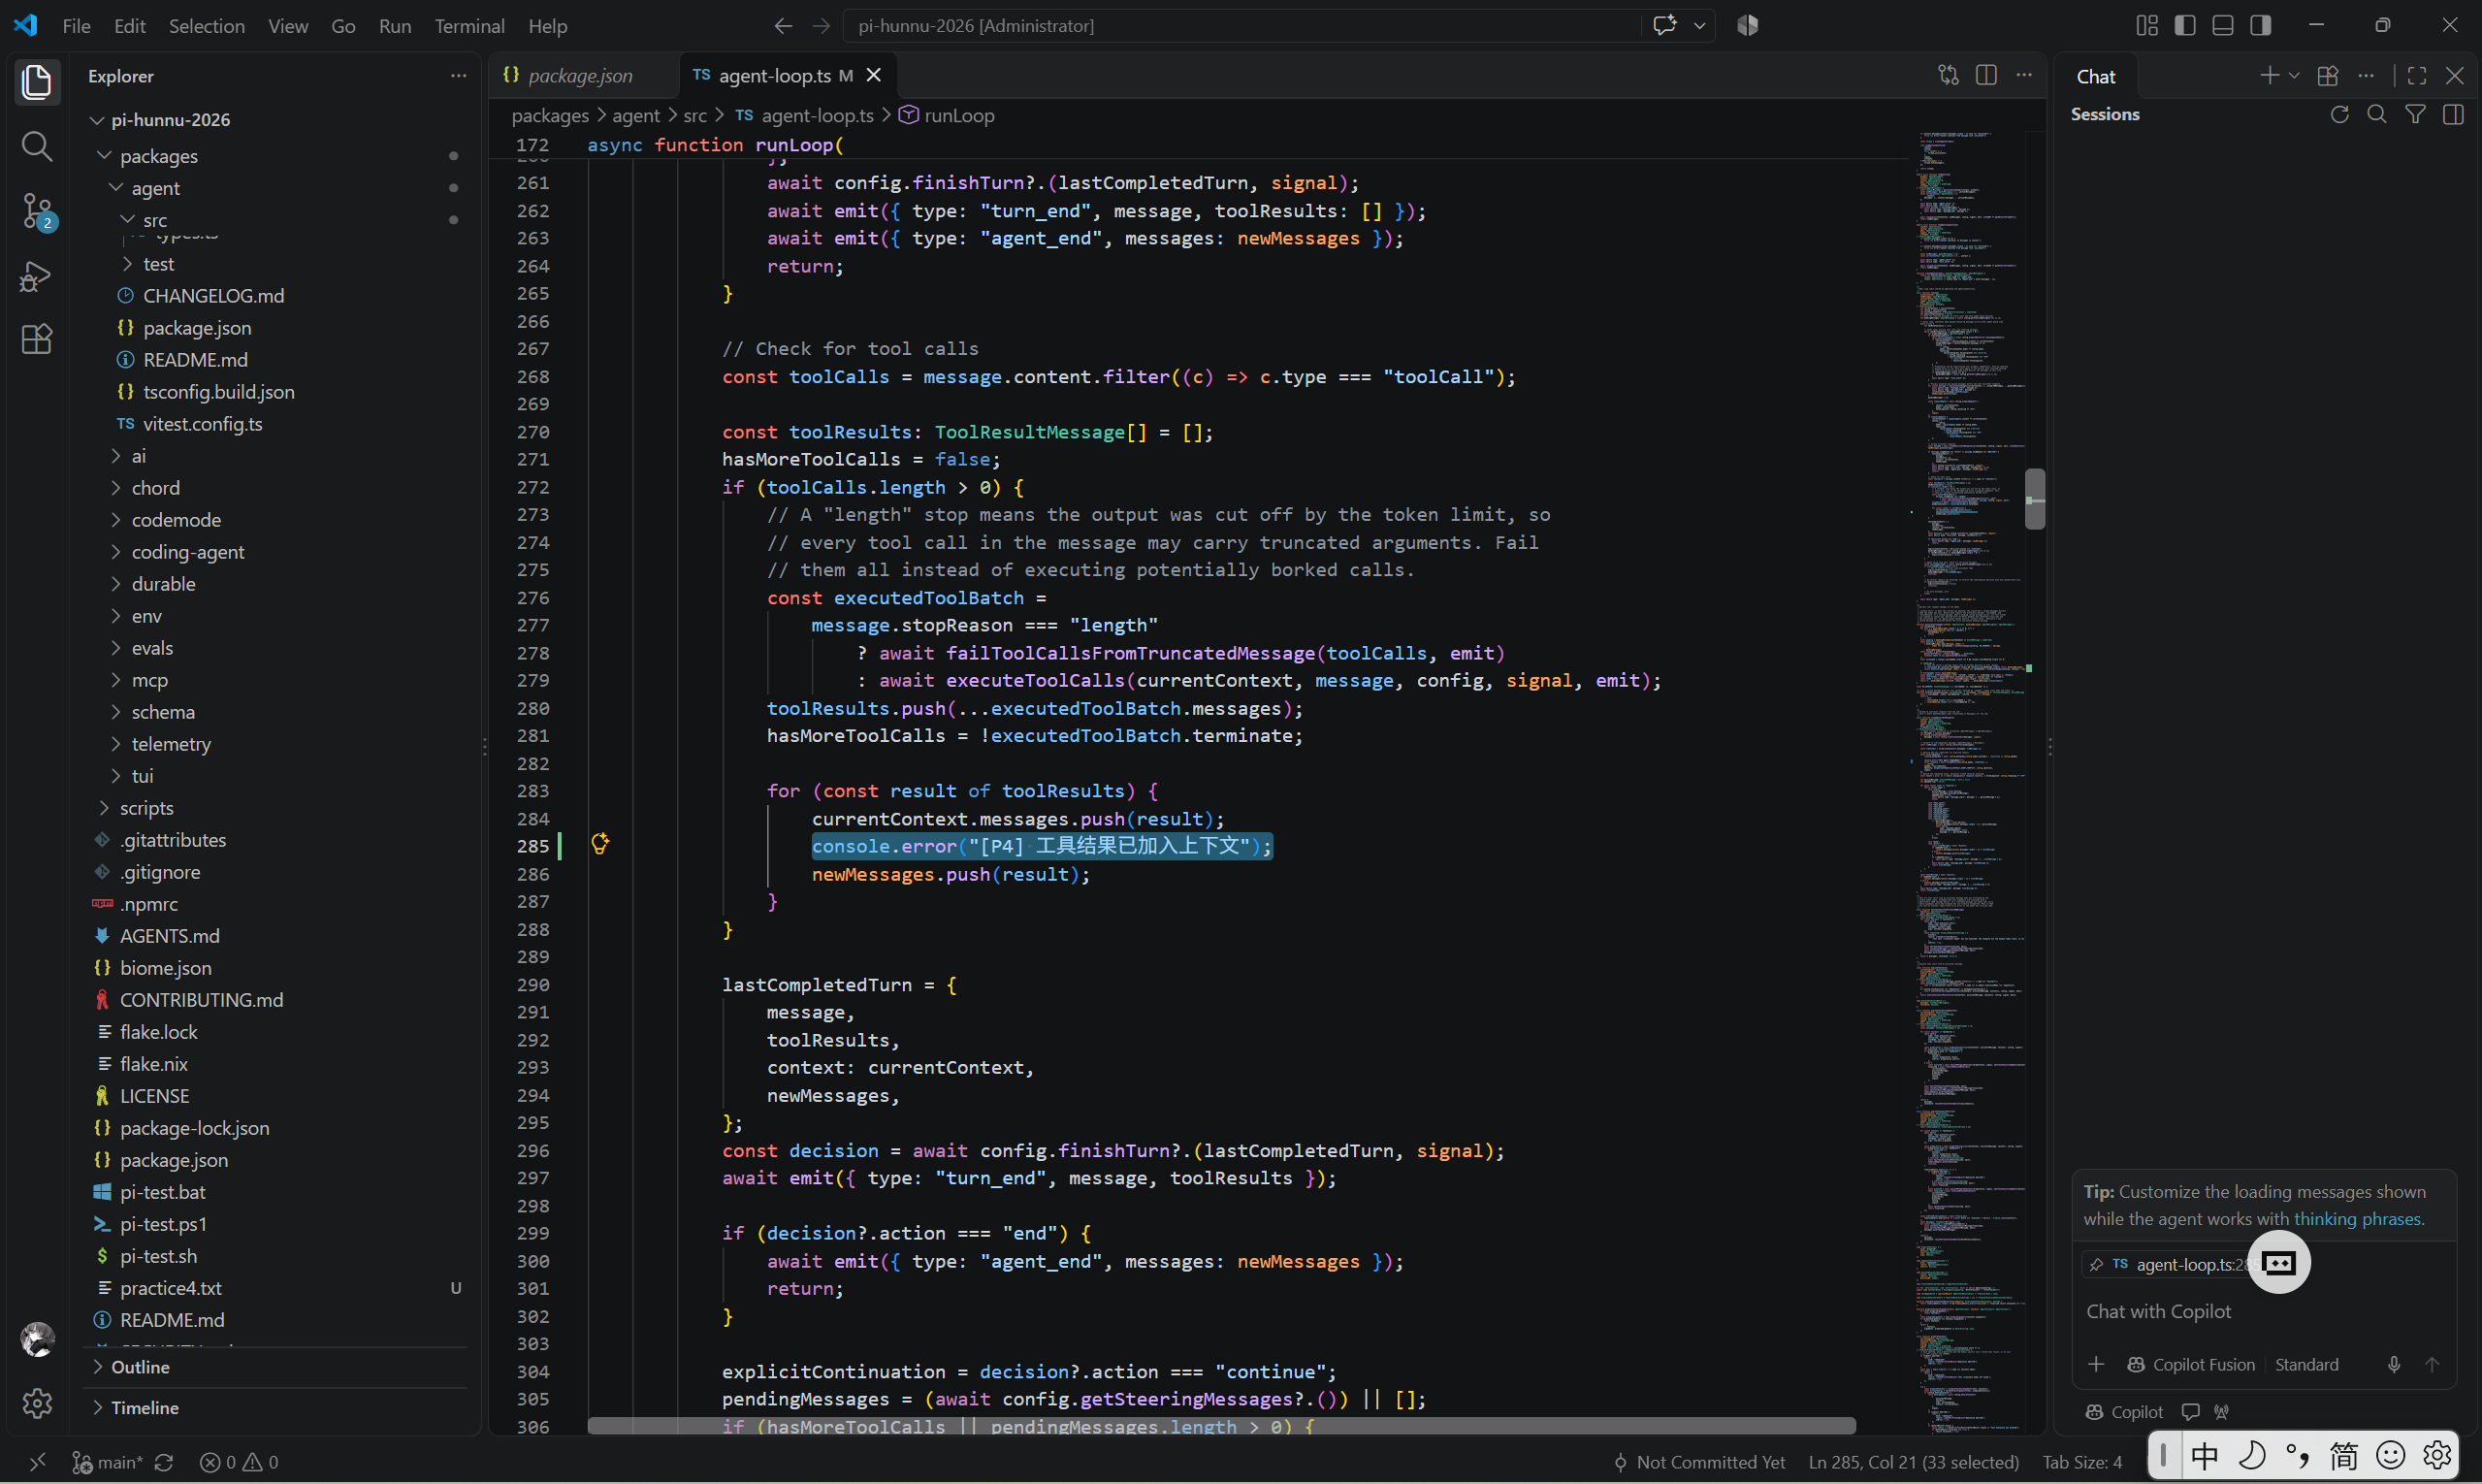 File Edit Selection View Go Run Terminal Help
pi-hunnu-2026 [Administrator]
Explorer
pi-hunnu-2026
packages
agent
src
types.ts
test
CHANGELOG.md
package.json
README.md
tsconfig.build.json
TS vitest.config.ts
ai
chord
codemode
coding-agent
durable
env
evals
mcp
schema
telemetry
tui
scripts
.gitattributes
.gitignore
.npmrc
AGENTS.md
biome.json
CONTRIBUTING.md
flake.lock
flake.nix
LICENSE
package-lock.json
package.json
pi-test.bat
pi-test.ps1
pi-test.sh
practice4.txt U
README.md
Outline
Timeline
2
{} package.json
TS agent-loop.ts M
packages > agent > src > TS agent-loop.ts > runLoop
172 async function runLoop(
260 };
261 await config.finishTurn?.(lastCompletedTurn, signal);
262 await emit({ type: "turn_end", message, toolResults: [] });
263 await emit({ type: "agent_end", messages: newMessages });
264 return;
265 }
266
267 // Check for tool calls
268 const toolCalls = message.content.filter((c) => c.type === "toolCall");
269
270 const toolResults: ToolResultMessage[] = [];
271 hasMoreToolCalls = false;
272 if (toolCalls.length > 0) {
273 // A "length" stop means the output was cut off by the token limit, so
274 // every tool call in the message may carry truncated arguments. Fail
275 // them all instead of executing potentially borked calls.
276 const executedToolBatch =
277 message.stopReason === "length"
278 ? await failToolCallsFromTruncatedMessage(toolCalls, emit)
279 : await executeToolCalls(currentContext, message, config, signal, emit);
280 toolResults.push(...executedToolBatch.messages);
281 hasMoreToolCalls = !executedToolBatch.terminate;
282
283 for (const result of toolResults) {
284 currentContext.messages.push(result);
285 console.error("[P4] 工具结果已加入上下文");
286 newMessages.push(result);
287 }
288 }
289
290 lastCompletedTurn = {
291 message,
292 toolResults,
293 context: currentContext,
294 newMessages,
295 };
296 const decision = await config.finishTurn?.(lastCompletedTurn, signal);
297 await emit({ type: "turn_end", message, toolResults });
298
299 if (decision?.action === "end") {
300 await emit({ type: "agent_end", messages: newMessages });
301 return;
302 }
303
304 explicitContinuation = decision?.action === "continue";
305 pendingMessages = (await config.getSteeringMessages?.()) || [];
306 if (hasMoreToolCalls || pendingMessages.length > 0) {
Chat
Sessions
Tip: Customize the loading messages shown
while the agent works with thinking phrases.
TS agent-loop.ts:28
Chat with Copilot
Copilot Fusion Standard
Copilot
main* 0 0
Not Committed Yet Ln 285, Col 21 (33 selected) Tab Size: 4
中 简